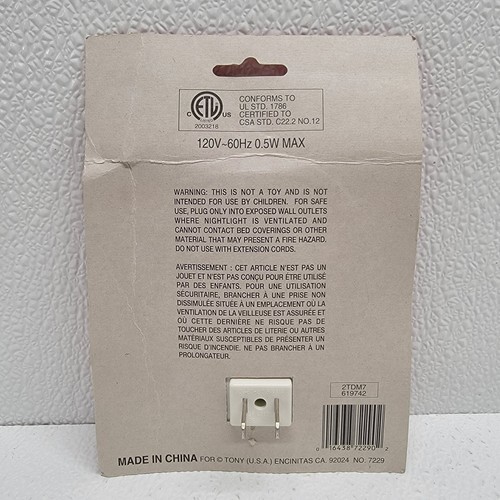 CONFORMS TO
UL STD. 1786
CERTIFIED TO
CSA STD. C22.2 NO.12
C ETL US
2003218
120V~60Hz 0.5W MAX
WARNING: THIS IS NOT A TOY AND IS NOT
INTENDED FOR USE BY CHILDREN. FOR SAFE
USE, PLUG ONLY INTO EXPOSED WALL OUTLETS
WHERE NIGHTLIGHT IS VENTILATED AND
CANNOT CONTACT BED COVERINGS OR OTHER
MATERIAL THAT MAY PRESENT A FIRE HAZARD.
DO NOT USE WITH EXTENSION CORDS.
AVERTISSEMENT : CET ARTICLE N'EST PAS UN
JOUET ET N'EST PAS CONÇU POUR ÊTRE UTILISÉ
PAR DES ENFANTS. POUR UNE UTILISATION
SÉCURITAIRE, BRANCHER À UNE PRISE NON
DISSIMULÉE SITUÉE À UN EMPLACEMENT OÙ LA
VENTILATION DE LA VEILLEUSE EST ASSURÉE ET
OÙ CETTE DERNIÈRE NE RISQUE PAS DE
TOUCHER DES ARTICLES DE LITERIE OU AUTRES
MATÉRIAUX SUSCEPTIBLES DE PRÉSENTER UN
RISQUE D'INCENDIE. NE PAS BRANCHER À UN
PROLONGATEUR.
2TDM7
619742
0 16438 72290 2
MADE IN CHINA FOR © TONY (U.S.A.) ENCINITAS CA. 92024 NO. 7229